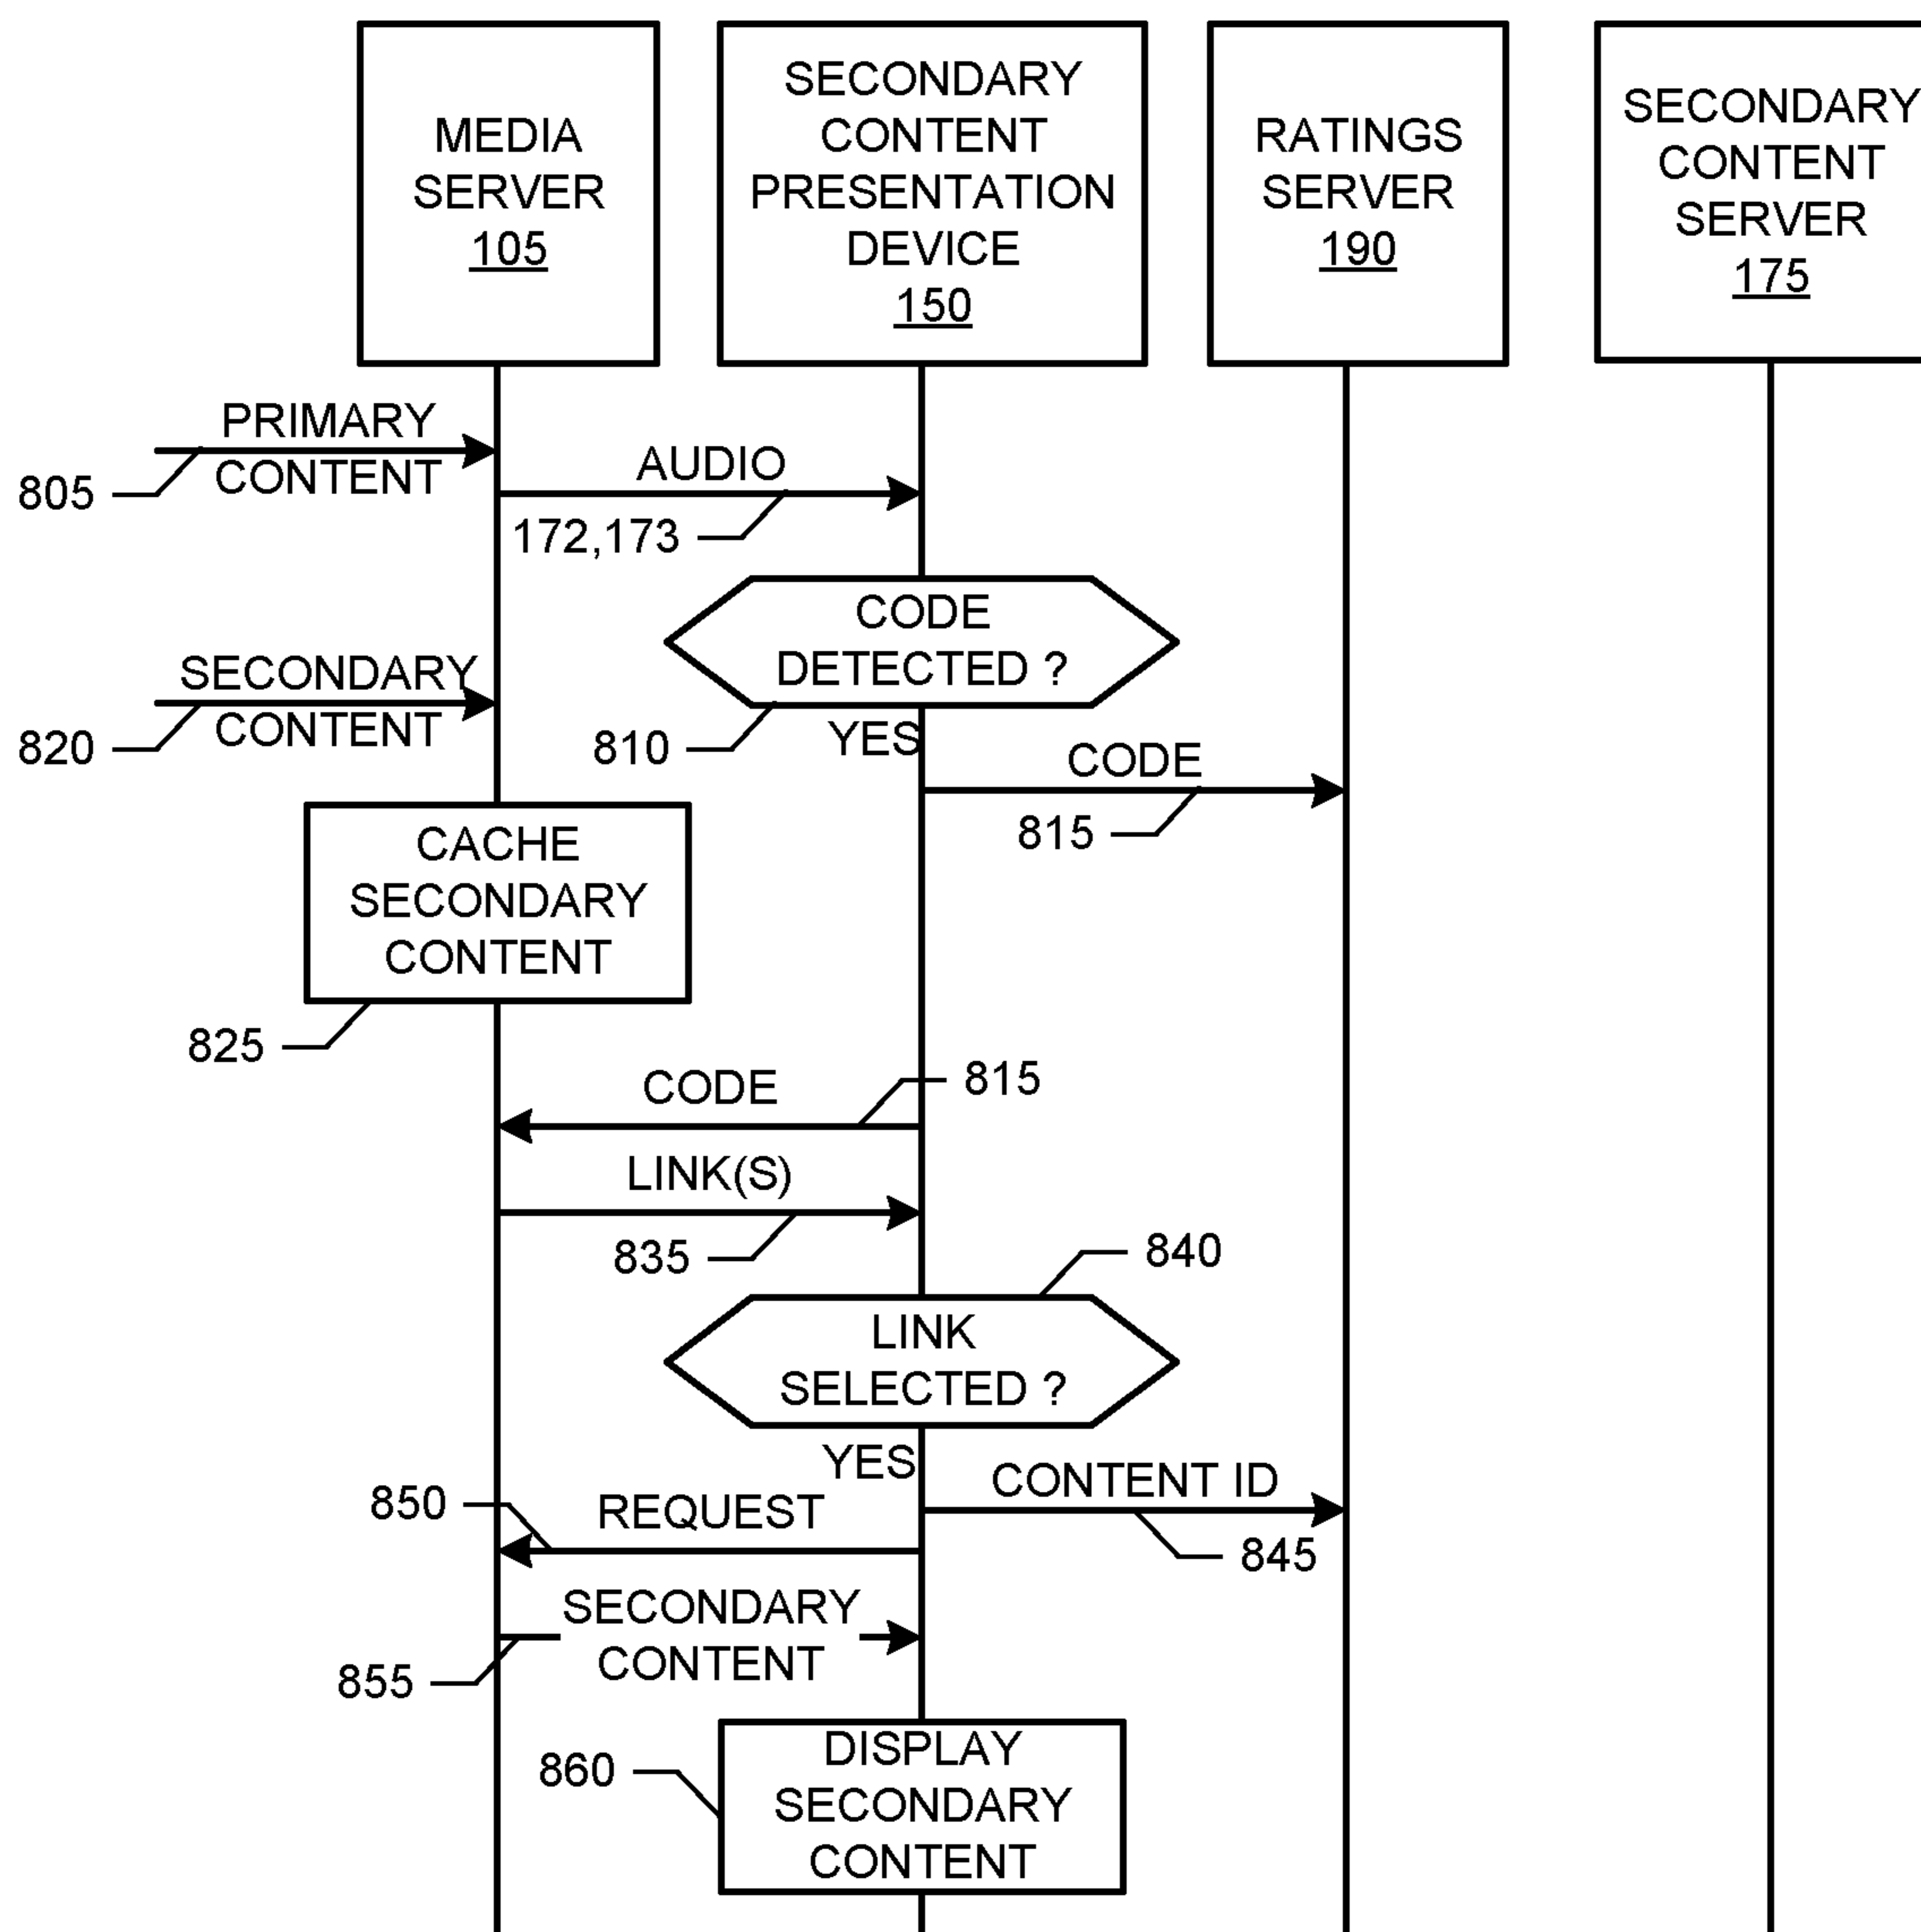 MEDIA
SERVER
105
SECONDARY
CONTENT
PRESENTATION
DEVICE
150
RATINGS
SERVER
190
SECONDARY
CONTENT
SERVER
175
PRIMARY
CONTENT
805
AUDIO
172,173
CODE
DETECTED ?
810
YES
SECONDARY
CONTENT
820
CODE
815
CACHE
SECONDARY
CONTENT
825
CODE
815
LINK(S)
835
840
LINK
SELECTED ?
YES
CONTENT ID
845
850
REQUEST
SECONDARY
CONTENT
855
860
DISPLAY
SECONDARY
CONTENT